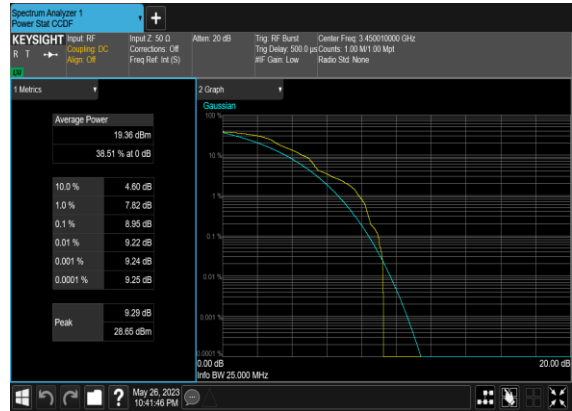 Spectrum Analyzer 1
Power Stat CCDF
KEYSIGHT
R T
Input: RF
Coupling: DC
Align: Off
Input Z: 50 Ω
Corrections: Off
Freq Ref: Int (S)
Atten: 20 dB
Trig: RF Burst
Trig Delay: 500.0 µs
#IF Gain: Low
Center Freq: 3.450010000 GHz
Counts: 1.00 M/1.00 Mpt
Radio Std: None
1 Metrics
Average Power
19.36 dBm
38.51 % at 0 dB
10.0 % 4.60 dB
1.0 % 7.82 dB
0.1 % 8.95 dB
0.01 % 9.22 dB
0.001 % 9.24 dB
0.0001 % 9.25 dB
Peak
9.29 dB
28.65 dBm
2 Graph
Gaussian
100 %
10 %
1 %
0.1 %
0.01 %
0.001 %
0.0001 %
0.00 dB
20.00 dB
Info BW 25.000 MHz
May 26, 2023
10:41:46 PM